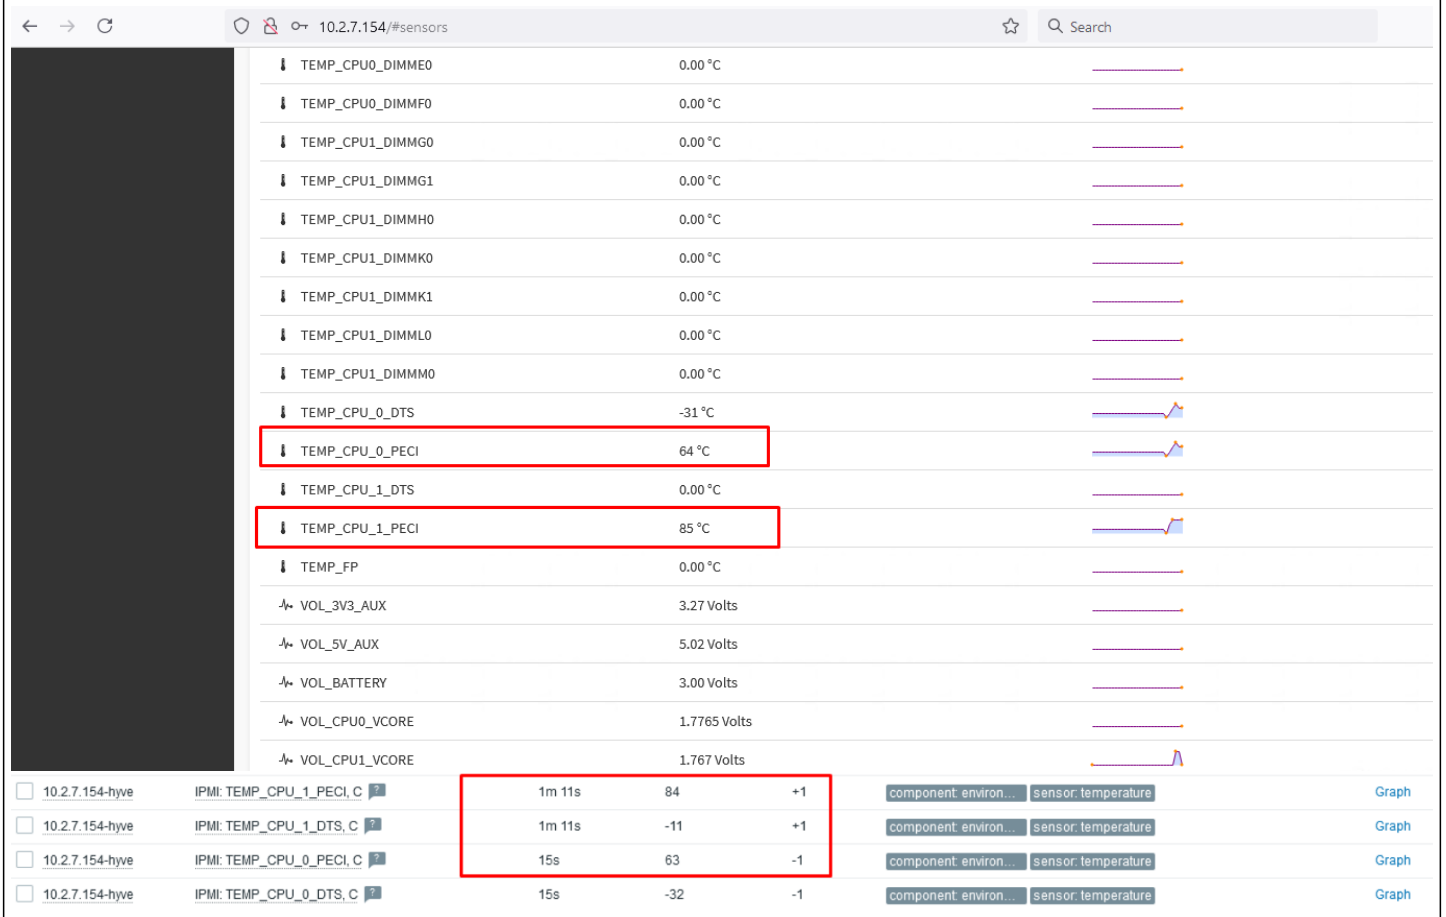 10.2.7.154/#sensors Search
TEMP_CPU0_DIMME0 0.00 °C
TEMP_CPU0_DIMMF0 0.00 °C
TEMP_CPU1_DIMMG0 0.00 °C
TEMP_CPU1_DIMMG1 0.00 °C
TEMP_CPU1_DIMMH0 0.00 °C
TEMP_CPU1_DIMMK0 0.00 °C
TEMP_CPU1_DIMMK1 0.00 °C
TEMP_CPU1_DIMML0 0.00 °C
TEMP_CPU1_DIMMM0 0.00 °C
TEMP_CPU_0_DTS -31 °C
TEMP_CPU_0_PECI 64 °C
TEMP_CPU_1_DTS 0.00 °C
TEMP_CPU_1_PECI 85 °C
TEMP_FP 0.00 °C
VOL_3V3_AUX 3.27 Volts
VOL_5V_AUX 5.02 Volts
VOL_BATTERY 3.00 Volts
VOL_CPU0_VCORE 1.7765 Volts
VOL_CPU1_VCORE 1.767 Volts
10.2.7.154-hyve IPMI: TEMP_CPU_1_PECI, C ? 1m 11s 84 +1 component: environ... sensor: temperature Graph
10.2.7.154-hyve IPMI: TEMP_CPU_1_DTS, C ? 1m 11s -11 +1 component: environ... sensor: temperature Graph
10.2.7.154-hyve IPMI: TEMP_CPU_0_PECI, C ? 15s 63 -1 component: environ... sensor: temperature Graph
10.2.7.154-hyve IPMI: TEMP_CPU_0_DTS, C ? 15s -32 -1 component: environ... sensor: temperature Graph